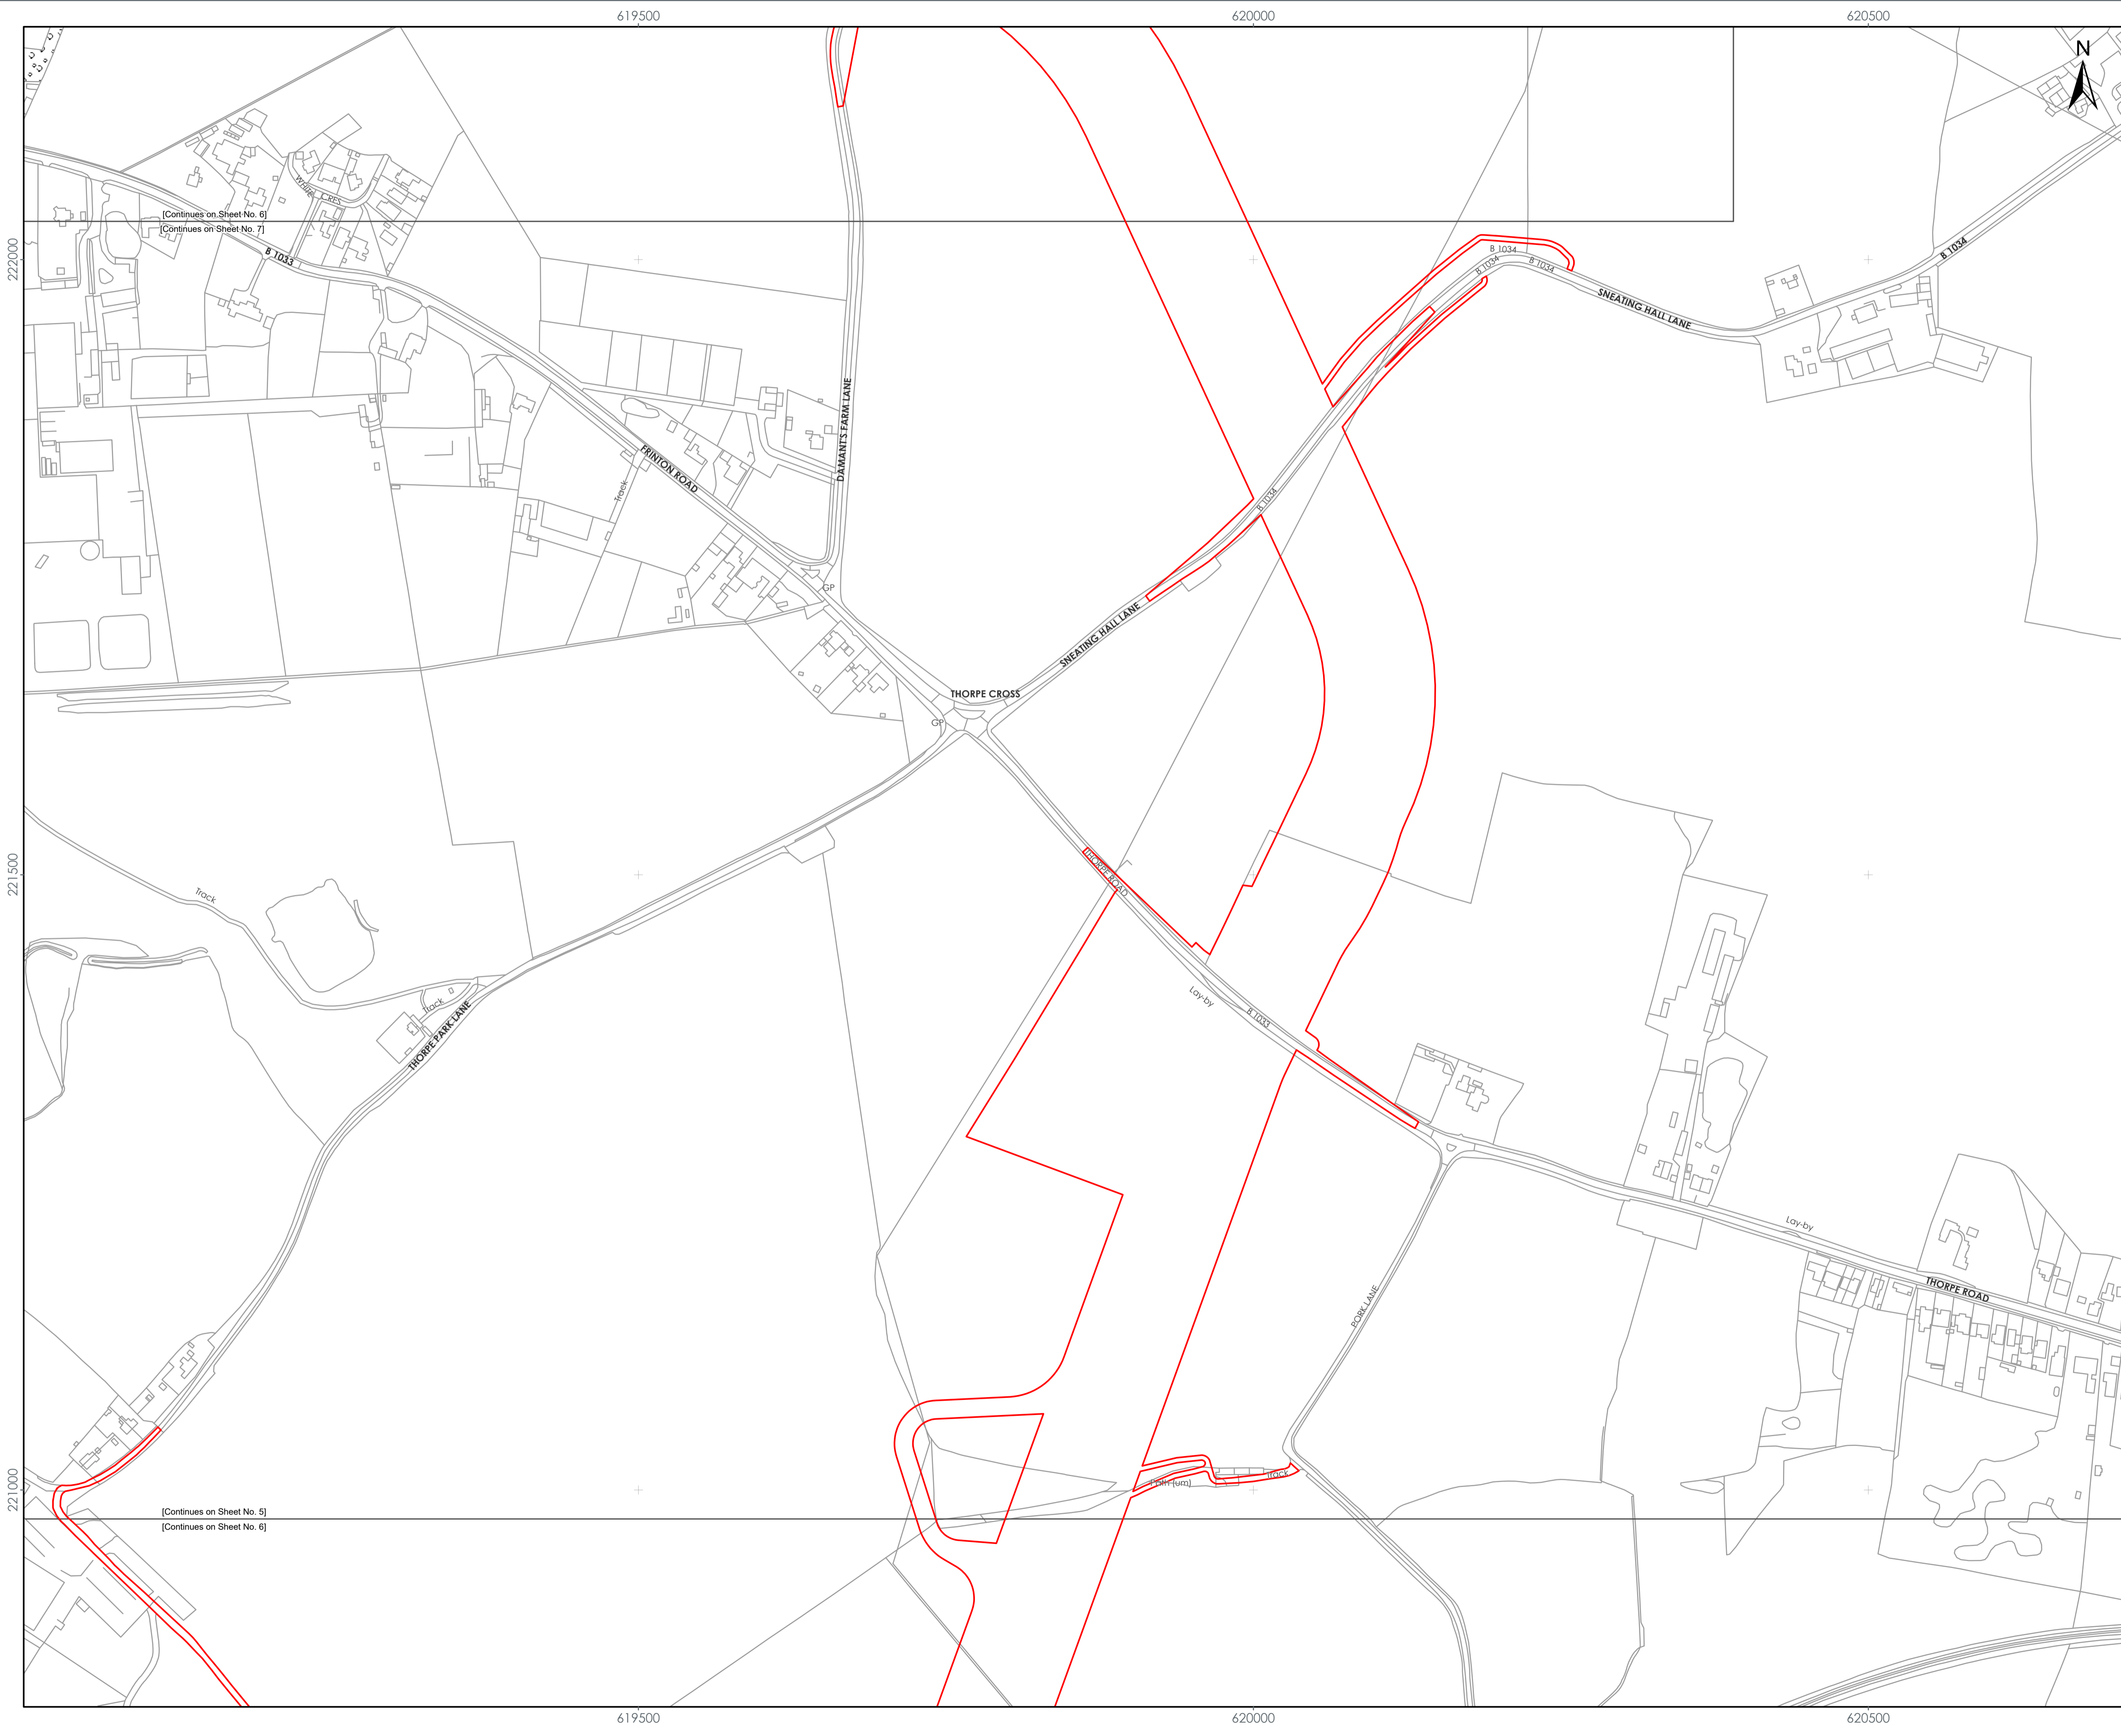 619500
620000
620500
N
WHITE CRES
[Continues on Sheet No. 6]
[Continues on Sheet No. 7]
222000
B 1033
B 1034
B 1034
B 1034
B 1034
SNEATING HALL LANE
DAMANT'S FARM LANE
FRINTON ROAD
Track
B 1034
GP
SNEATING HALL LANE
THORPE CROSS
GP
221500
THORPE ROAD
Track
Lay-by
B 1033
Track
THORPE PARK LANE
Lay-by
THORPE ROAD
PORK LANE
221000
Track
Path (um)
[Continues on Sheet No. 5]
[Continues on Sheet No. 6]
619500
620000
620500